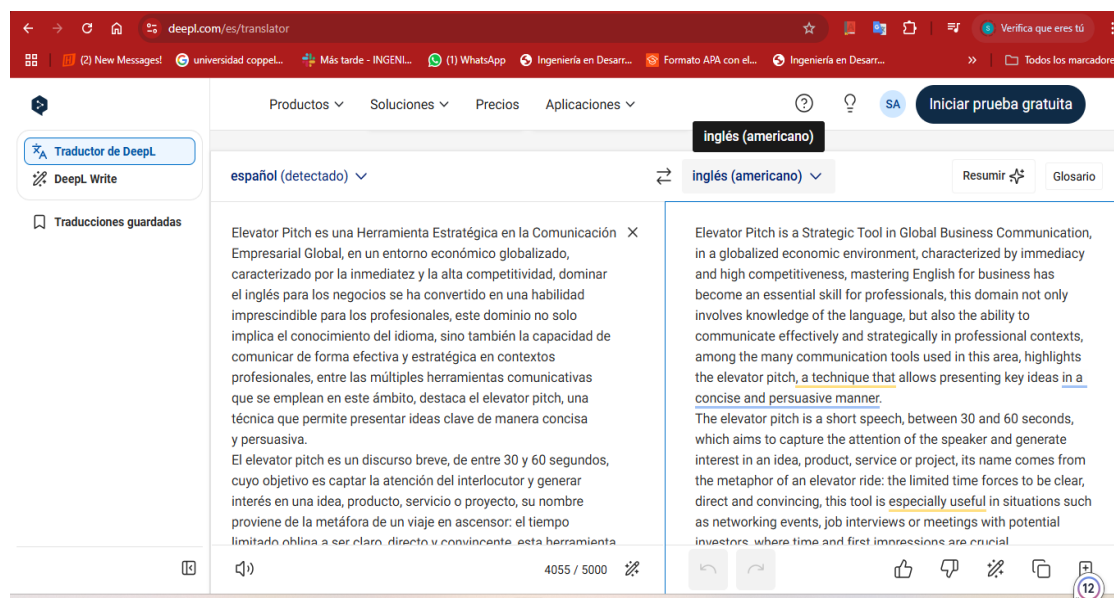 deepl.com/es/translator
Verifica que eres tú
(2) New Messages!
universidad coppel...
Más tarde - INGENI...
(1) WhatsApp
Ingeniería en Desarr...
Formato APA con el...
Ingeniería en Desarr...
»
Todos los marcadores
Productos
Soluciones
Precios
Aplicaciones
SA
Iniciar prueba gratuita
inglés (americano)
Traductor de DeepL
DeepL Write
Traducciones guardadas
español (detectado)
inglés (americano)
Resumir
Glosario
Elevator Pitch es una Herramienta Estratégica en la Comunicación
Empresarial Global, en un entorno económico globalizado,
caracterizado por la inmediatez y la alta competitividad, dominar
el inglés para los negocios se ha convertido en una habilidad
imprescindible para los profesionales, este dominio no solo
implica el conocimiento del idioma, sino también la capacidad de
comunicar de forma efectiva y estratégica en contextos
profesionales, entre las múltiples herramientas comunicativas
que se emplean en este ámbito, destaca el elevator pitch, una
técnica que permite presentar ideas clave de manera concisa
y persuasiva.
El elevator pitch es un discurso breve, de entre 30 y 60 segundos,
cuyo objetivo es captar la atención del interlocutor y generar
interés en una idea, producto, servicio o proyecto, su nombre
proviene de la metáfora de un viaje en ascensor: el tiempo
limitado obliga a ser claro, directo y convincente, esta herramienta
Elevator Pitch is a Strategic Tool in Global Business Communication,
in a globalized economic environment, characterized by immediacy
and high competitiveness, mastering English for business has
become an essential skill for professionals, this domain not only
involves knowledge of the language, but also the ability to
communicate effectively and strategically in professional contexts,
among the many communication tools used in this area, highlights
the elevator pitch, a technique that allows presenting key ideas in a
concise and persuasive manner.
The elevator pitch is a short speech, between 30 and 60 seconds,
which aims to capture the attention of the speaker and generate
interest in an idea, product, service or project, its name comes from
the metaphor of an elevator ride: the limited time forces to be clear,
direct and convincing, this tool is especially useful in situations such
as networking events, job interviews or meetings with potential
investors, where time and first impressions are crucial
4055 / 5000
12